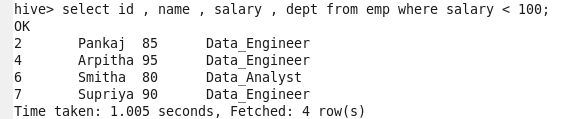 hive> select id , name , salary , dept from emp where salary < 100;
OK
2 Pankaj 85 Data_Engineer
4 Arpitha 95 Data_Engineer
6 Smitha 80 Data_Analyst
7 Supriya 90 Data_Engineer
Time taken: 1.005 seconds, Fetched: 4 row(s)